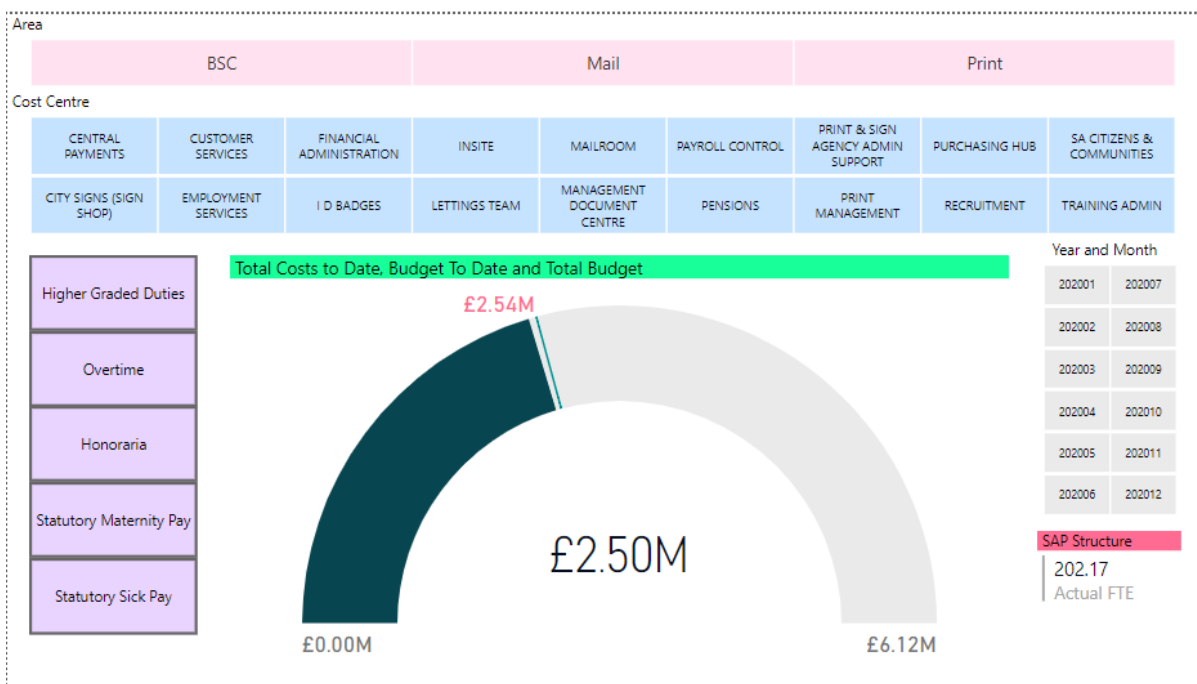 Area
BSC
Mail
Print
Cost Centre
CENTRAL
PAYMENTS
CUSTOMER
SERVICES
FINANCIAL
ADMINISTRATION
INSITE
MAILROOM
PAYROLL CONTROL
PRINT & SIGN
AGENCY ADMIN
SUPPORT
PURCHASING HUB
SA CITIZENS &
COMMUNITIES
CITY SIGNS (SIGN
SHOP)
EMPLOYMENT
SERVICES
I D BADGES
LETTINGS TEAM
MANAGEMENT
DOCUMENT
CENTRE
PENSIONS
PRINT
MANAGEMENT
RECRUITMENT
TRAINING ADMIN
Higher Graded Duties
Overtime
Honoraria
Statutory Maternity Pay
Statutory Sick Pay
Total Costs to Date, Budget To Date and Total Budget
£2.54M
£2.50M
£0.00M
£6.12M
Year and Month
202001 202007
202002 202008
202003 202009
202004 202010
202005 202011
202006 202012
SAP Structure
202.17
Actual FTE